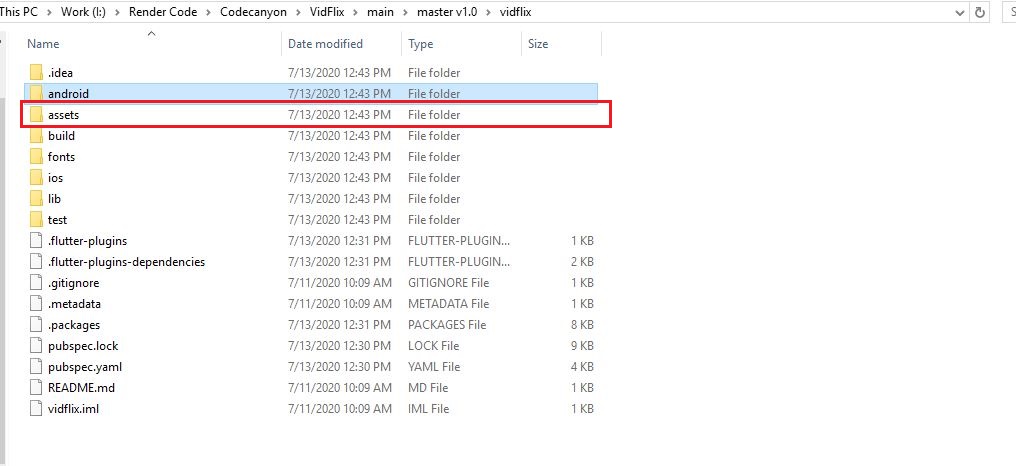 This PC > Work (I:) > Render Code > Codecanyon > VidFlix > main > master v1.0 > vidflix
Name Date modified Type Size
.idea 7/13/2020 12:43 PM File folder
android 7/13/2020 12:43 PM File folder
assets 7/13/2020 12:43 PM File folder
build 7/13/2020 12:43 PM File folder
fonts 7/13/2020 12:43 PM File folder
ios 7/13/2020 12:43 PM File folder
lib 7/13/2020 12:43 PM File folder
test 7/13/2020 12:43 PM File folder
.flutter-plugins 7/13/2020 12:31 PM FLUTTER-PLUGIN... 1 KB
.flutter-plugins-dependencies 7/13/2020 12:31 PM FLUTTER-PLUGIN... 2 KB
.gitignore 7/11/2020 10:09 AM GITIGNORE File 1 KB
.metadata 7/11/2020 10:09 AM METADATA File 1 KB
.packages 7/13/2020 12:31 PM PACKAGES File 8 KB
pubspec.lock 7/13/2020 12:30 PM LOCK File 9 KB
pubspec.yaml 7/13/2020 12:30 PM YAML File 4 KB
README.md 7/11/2020 10:09 AM MD File 1 KB
vidflix.iml 7/11/2020 10:09 AM IML File 1 KB